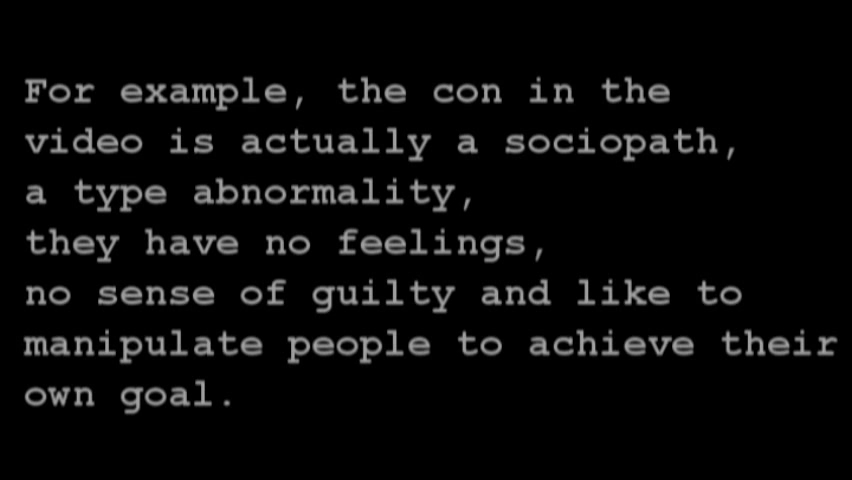 For example, the con in the
video is actually a sociopath,
a type abnormality,
they have no feelings,
no sense of guilty and like to
manipulate people to achieve their
own goal.